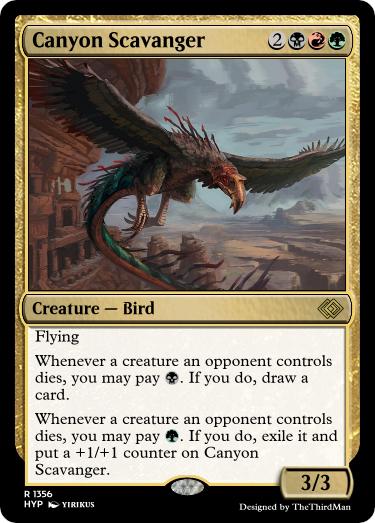 Canyon Scavanger 2
Creature — Bird
Flying
Whenever a creature an opponent controls
dies, you may pay . If you do, draw a
card.
Whenever a creature an opponent controls
dies, you may pay . If you do, exile it and
put a +1/+1 counter on Canyon
Scavanger.
3/3
R 1356
HYP YIRIKUS
Designed by TheThirdMan